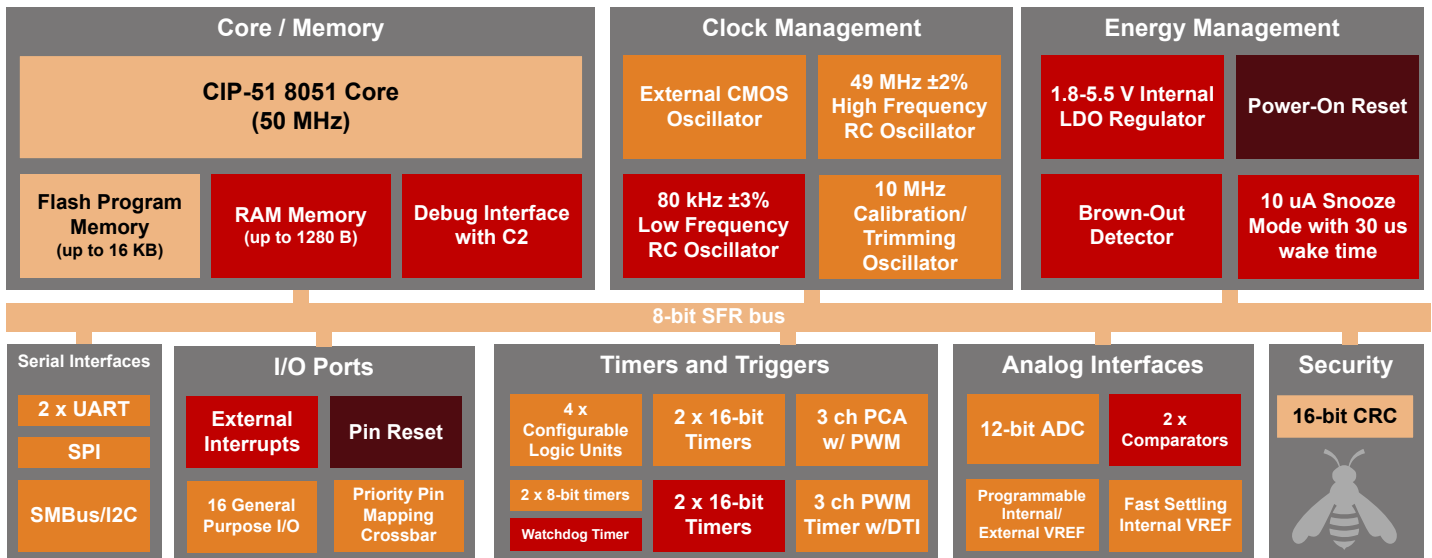 Core / Memory
CIP-51 8051 Core
(50 MHz)
Flash Program
Memory
(up to 16 KB)
RAM Memory
(up to 1280 B)
Debug Interface
with C2
Clock Management
External CMOS
Oscillator
49 MHz ±2%
High Frequency
RC Oscillator
80 kHz ±3%
Low Frequency
RC Oscillator
10 MHz
Calibration/
Trimming
Oscillator
Energy Management
1.8-5.5 V Internal
LDO Regulator
Power-On Reset
Brown-Out
Detector
10 uA Snooze
Mode with 30 us
wake time
8-bit SFR bus
Serial Interfaces
2 x UART
SPI
SMBus/I2C
I/O Ports
External
Interrupts
Pin Reset
16 General
Purpose I/O
Priority Pin
Mapping
Crossbar
Timers and Triggers
4 x
Configurable
Logic Units
2 x 16-bit
Timers
3 ch PCA
w/ PWM
2 x 8-bit timers
Watchdog Timer
2 x 16-bit
Timers
3 ch PWM
Timer w/DTI
Analog Interfaces
12-bit ADC
2 x
Comparators
Programmable
Internal/
External VREF
Fast Settling
Internal VREF
Security
16-bit CRC